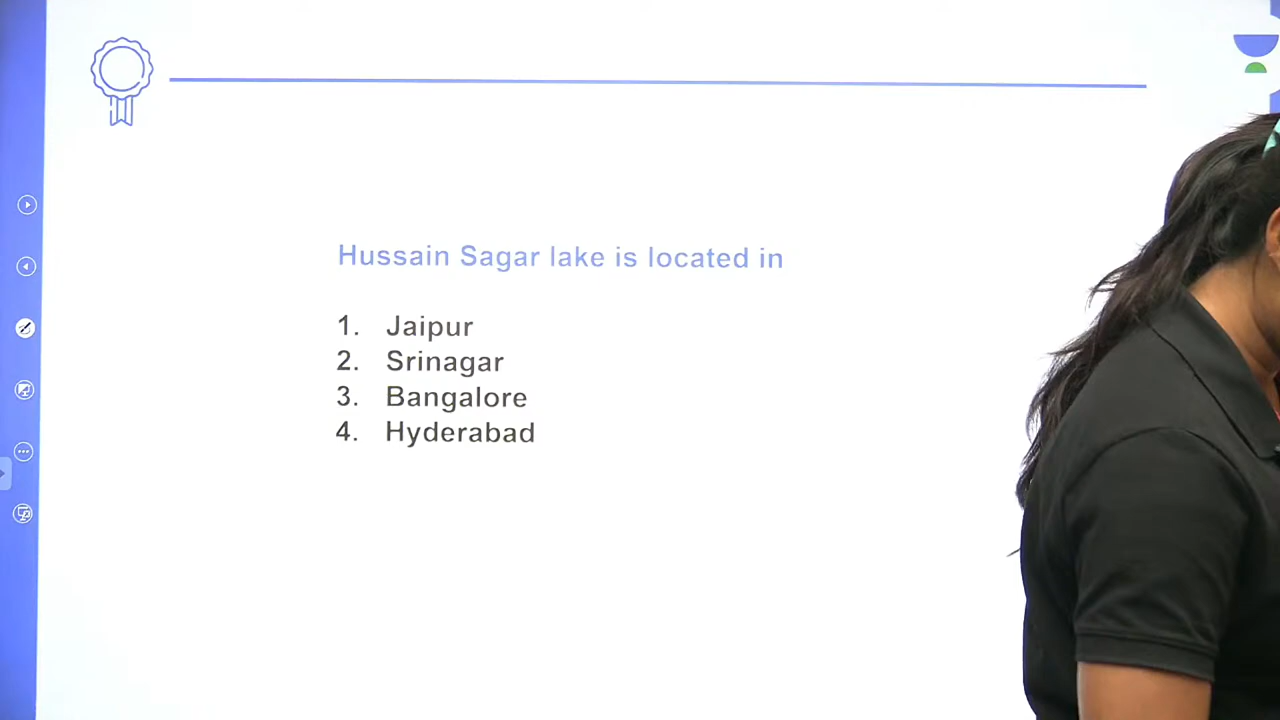 Hussain Sagar lake is located in
1. Jaipur
2. Srinagar
3. Bangalore
4. Hyderabad